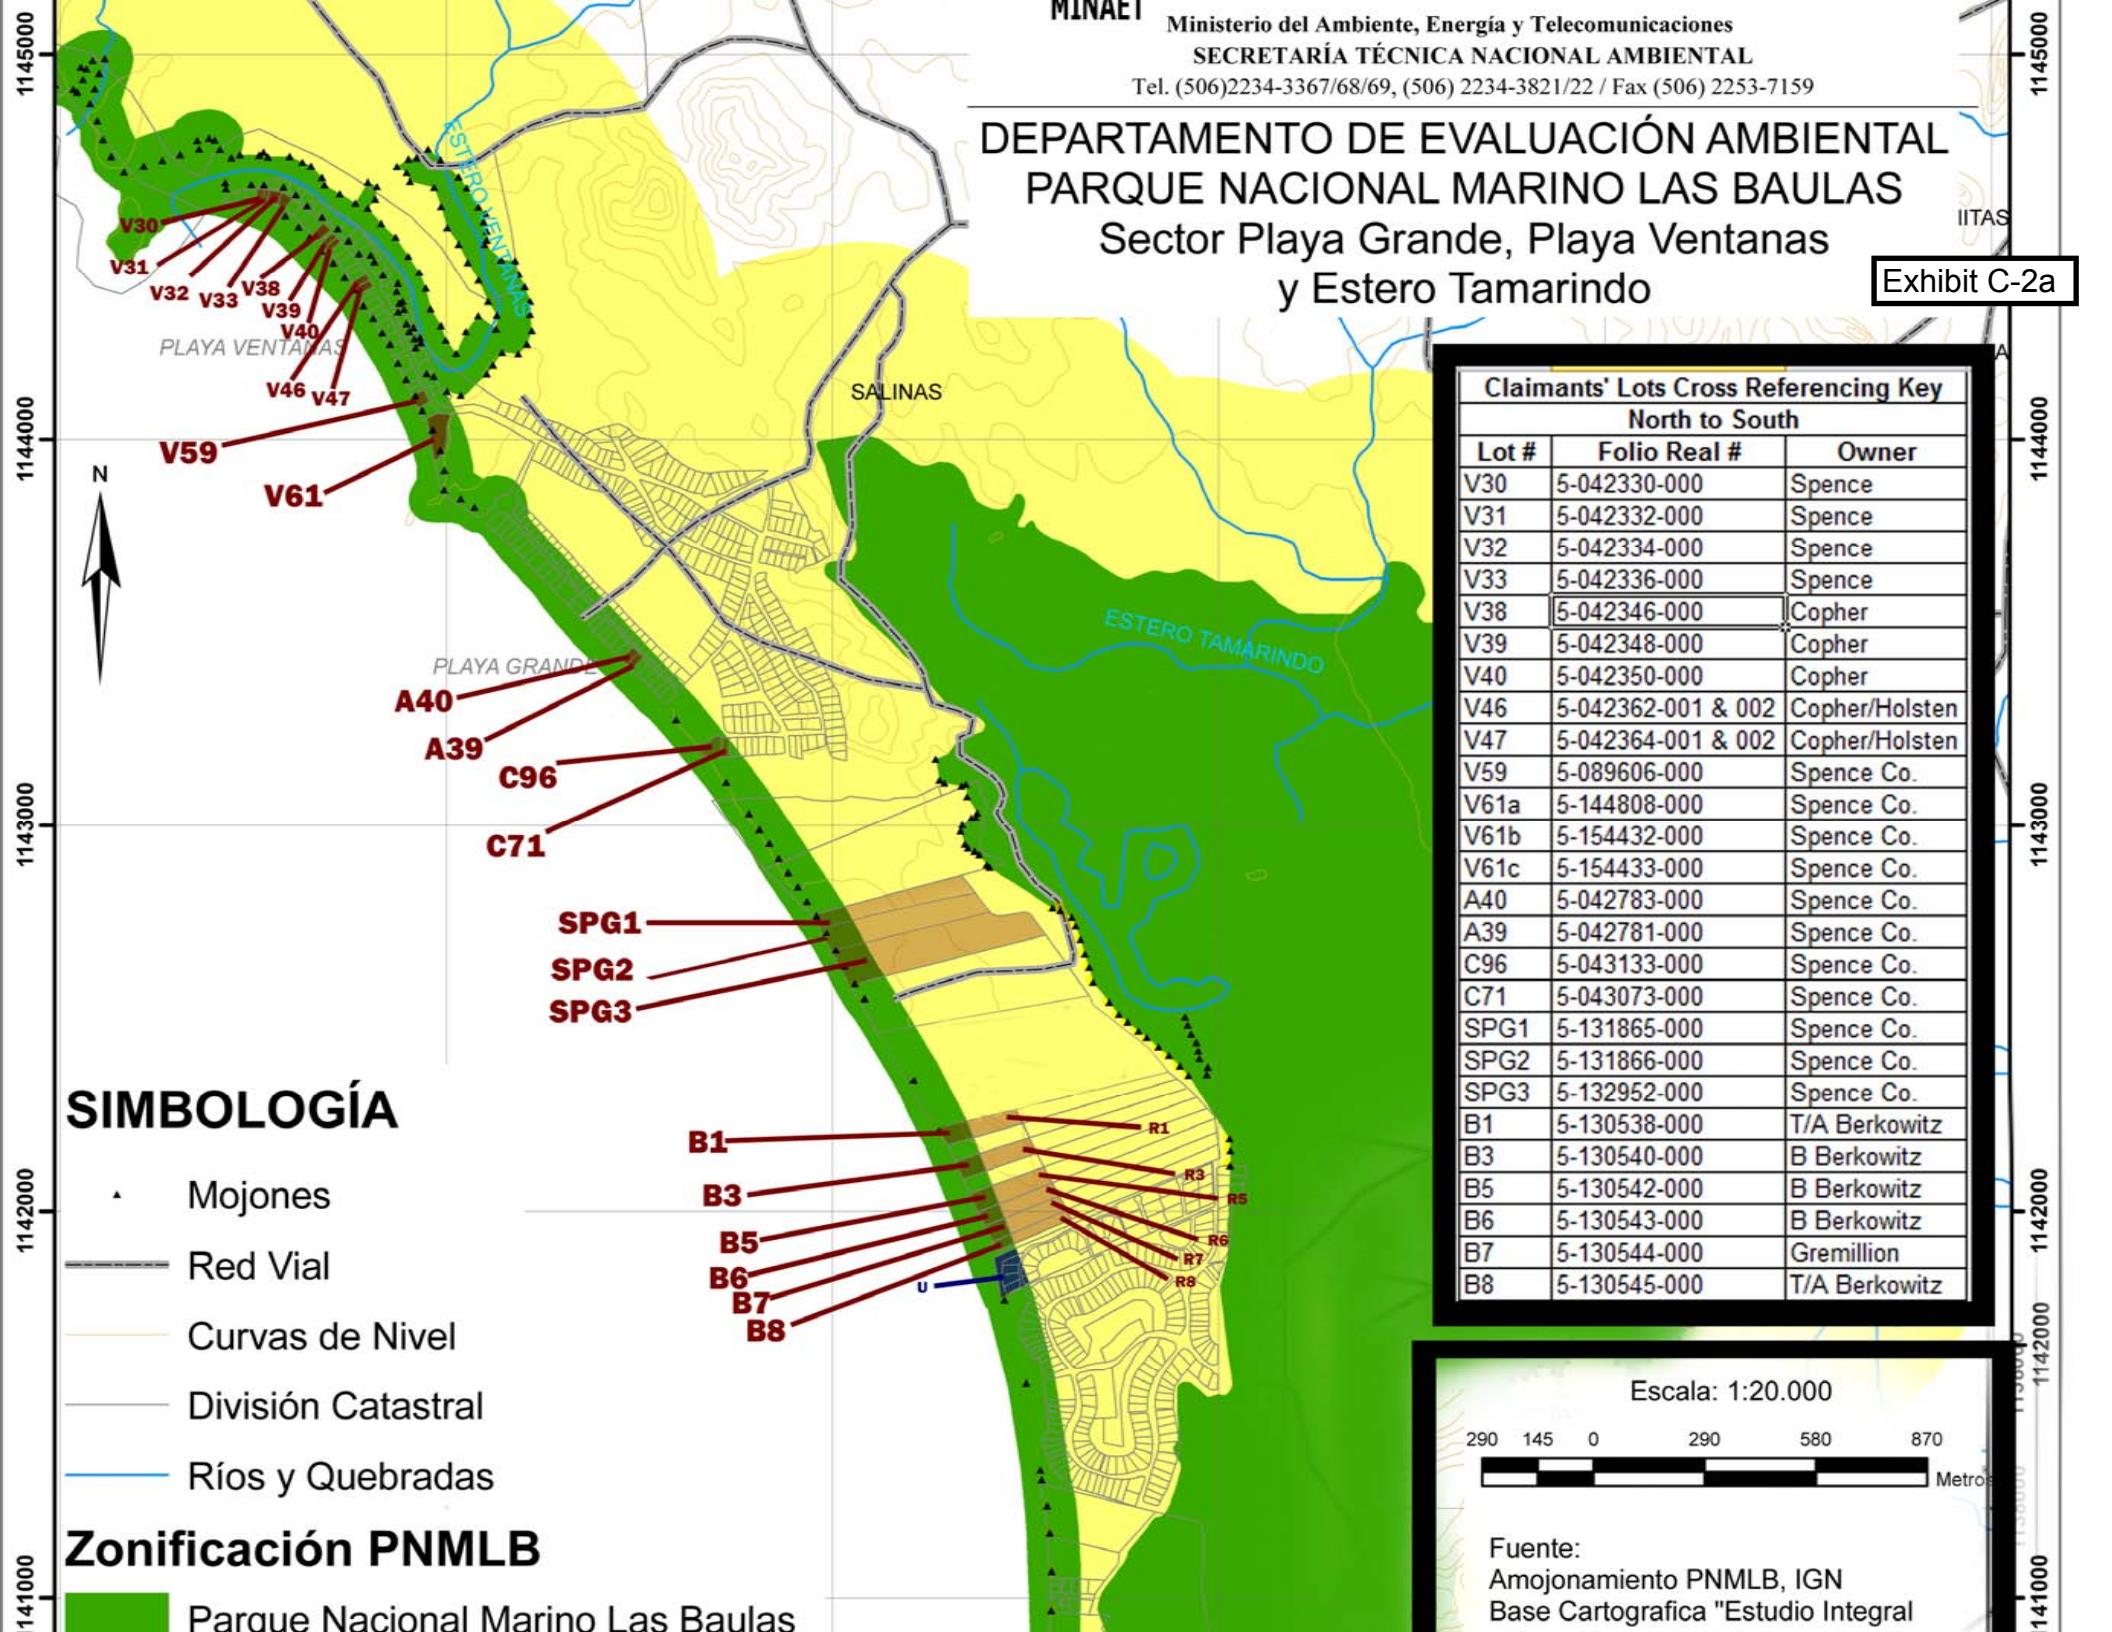 MINAET
Ministerio del Ambiente, Energía y Telecomunicaciones
SECRETARÍA TÉCNICA NACIONAL AMBIENTAL
Tel. (506)2234-3367/68/69, (506) 2234-3821/22 / Fax (506) 2253-7159
DEPARTAMENTO DE EVALUACIÓN AMBIENTAL
PARQUE NACIONAL MARINO LAS BAULAS
Sector Playa Grande, Playa Ventanas
y Estero Tamarindo
Exhibit C-2a
IITAS
A
1145000
1144000
1143000
1142000
141000
1145000
1144000
1143000
1142000
1142000
141000
ESTERO VENTANAS
V30
V31
V32
V33
V38
V39
V40
PLAYA VENTANAS
V46
V47
V59
V61
N
SALINAS
ESTERO TAMARINDO
PLAYA GRANDE
A40
A39
C96
C71
SPG1
SPG2
SPG3
B1
B3
B5
B6
B7
B8
U
R1
R3
R5
R6
R7
R8
Claimants' Lots Cross Referencing Key
North to South
Lot # Folio Real # Owner
V30 5-042330-000 Spence
V31 5-042332-000 Spence
V32 5-042334-000 Spence
V33 5-042336-000 Spence
V38 5-042346-000 Copher
V39 5-042348-000 Copher
V40 5-042350-000 Copher
V46 5-042362-001 & 002 Copher/Holsten
V47 5-042364-001 & 002 Copher/Holsten
V59 5-089606-000 Spence Co.
V61a 5-144808-000 Spence Co.
V61b 5-154432-000 Spence Co.
V61c 5-154433-000 Spence Co.
A40 5-042783-000 Spence Co.
A39 5-042781-000 Spence Co.
C96 5-043133-000 Spence Co.
C71 5-043073-000 Spence Co.
SPG1 5-131865-000 Spence Co.
SPG2 5-131866-000 Spence Co.
SPG3 5-132952-000 Spence Co.
B1 5-130538-000 T/A Berkowitz
B3 5-130540-000 B Berkowitz
B5 5-130542-000 B Berkowitz
B6 5-130543-000 B Berkowitz
B7 5-130544-000 Gremillion
B8 5-130545-000 T/A Berkowitz
SIMBOLOGÍA
Mojones
Red Vial
Curvas de Nivel
División Catastral
Ríos y Quebradas
Zonificación PNMLB
Parque Nacional Marino Las Baulas
Escala: 1:20.000
290 145 0 290 580 870
Metros
Fuente:
Amojonamiento PNMLB, IGN
Base Cartografica "Estudio Integral